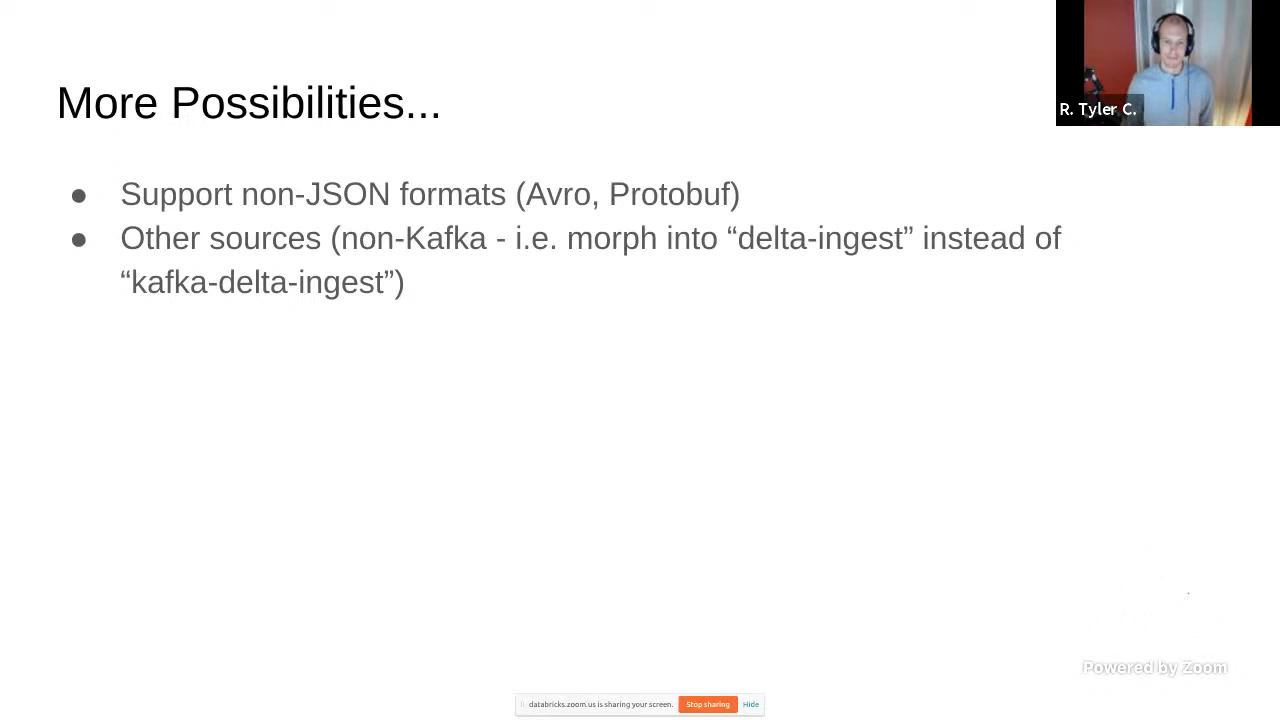 More Possibilities...
R. Tyler C.
● Support non-JSON formats (Avro, Protobuf)
● Other sources (non-Kafka - i.e. morph into “delta-ingest” instead of
“kafka-delta-ingest”)
Powered by Zoom
databricks.zoom.us is sharing your screen. Stop sharing Hide